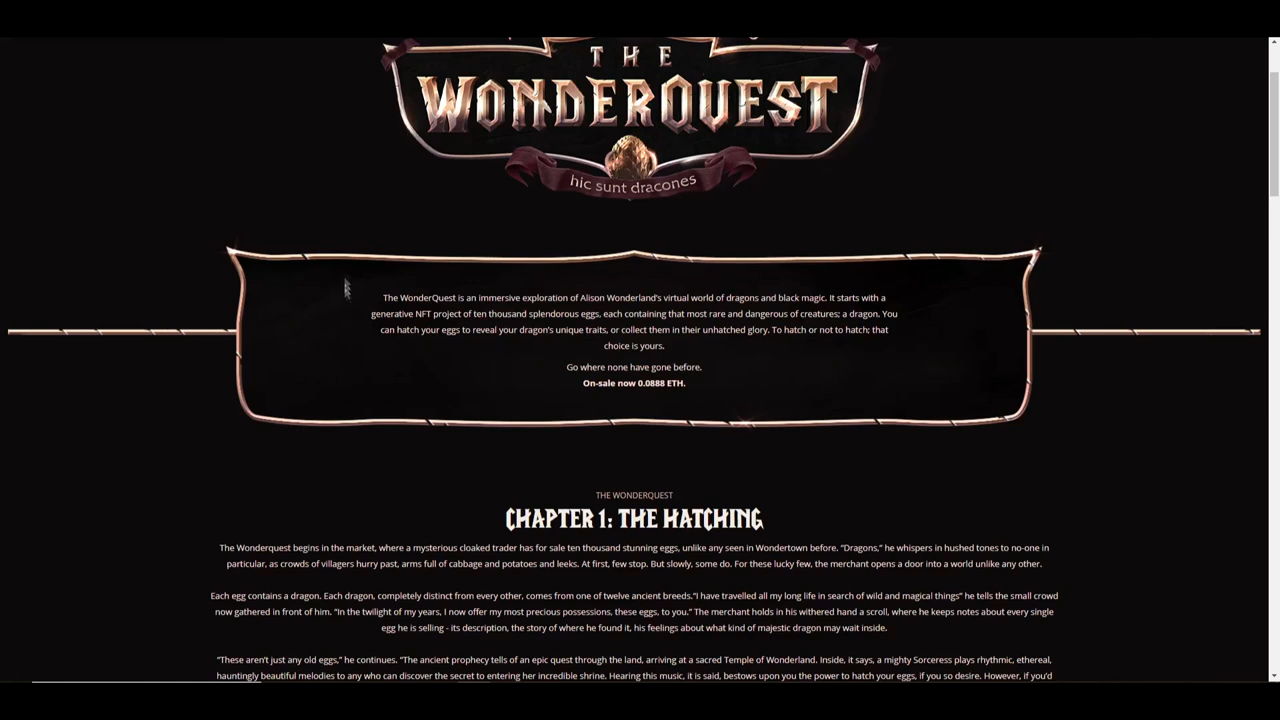 THE
WONDERQUEST
hic sunt dracones
The WonderQuest is an immersive exploration of Alison Wonderland's virtual world of dragons and black magic. It starts with a
generative NFT project of ten thousand splendorous eggs, each containing that most rare and dangerous of creatures; a dragon. You
can hatch your eggs to reveal your dragon's unique traits, or collect them in their unhatched glory. To hatch or not to hatch; that
choice is yours.
Go where none have gone before.
On-sale now 0.0888 ETH.
THE WONDERQUEST
CHAPTER 1: THE HATCHING
The Wonderquest begins in the market, where a mysterious cloaked trader has for sale ten thousand stunning eggs, unlike any seen in Wondertown before. “Dragons,” he whispers in hushed tones to no-one in
particular, as crowds of villagers hurry past, arms full of cabbage and potatoes and leeks. At first, few stop. But slowly, some do. For these lucky few, the merchant opens a door into a world unlike any other.
Each egg contains a dragon. Each dragon, completely distinct from every other, comes from one of twelve ancient breeds.“I have travelled all my long life in search of wild and magical things” he tells the small crowd
now gathered in front of him. “In the twilight of my years, I now offer my most precious possessions, these eggs, to you.” The merchant holds in his withered hand a scroll, where he keeps notes about every single
egg he is selling - its description, the story of where he found it, his feelings about what kind of majestic dragon may wait inside.
“These aren’t just any old eggs,” he continues. “The ancient prophecy tells of an epic quest through the land, arriving at a sacred Temple of Wonderland. Inside, it says, a mighty Sorceress plays rhythmic, ethereal,
hauntingly beautiful melodies to any who can discover the secret to entering her incredible shrine. Hearing this music, it is said, bestows upon you the power to hatch your eggs, if you so desire. However, if you’d